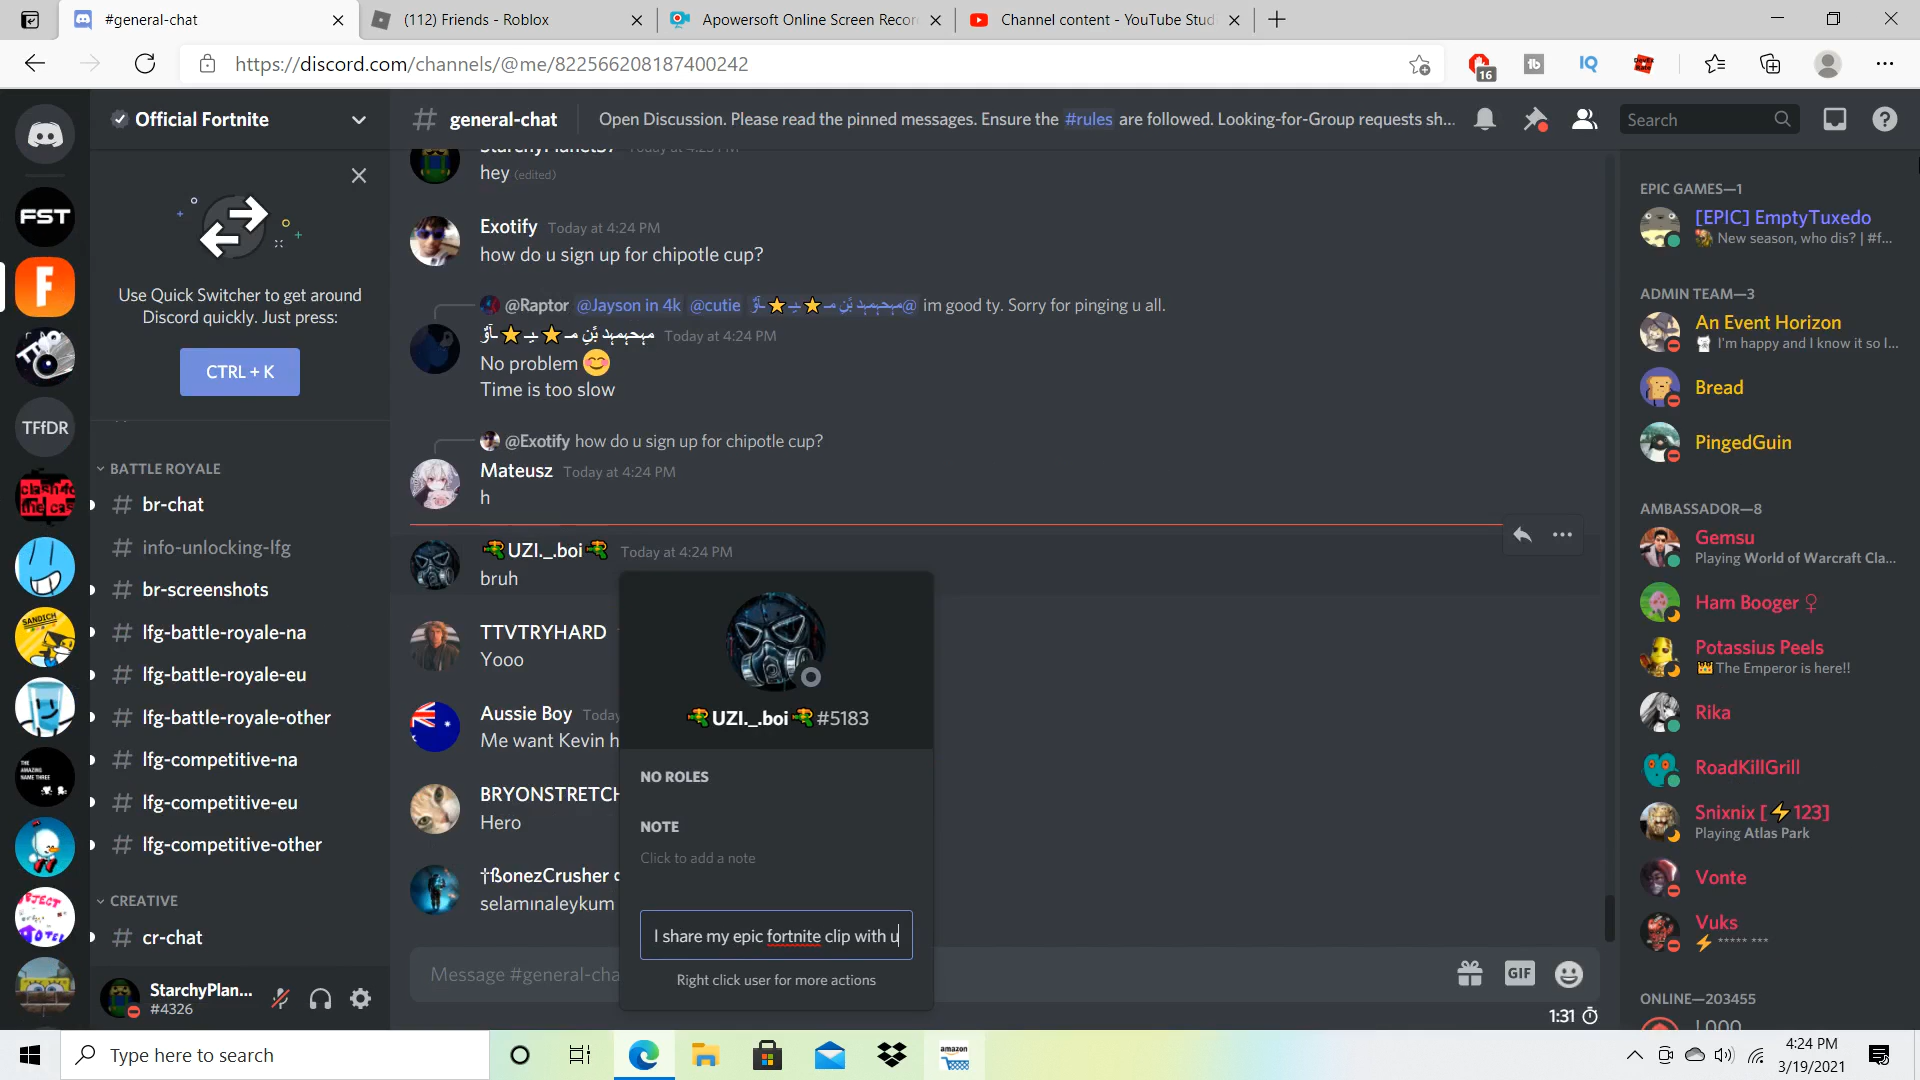 #general-chat
(112) Friends - Roblox
Apowersoft Online Screen Recor
Channel content - YouTube Stud
https://discord.com/channels/@me/822566208187400242
16
Official Fortnite
general-chat
Open Discussion. Please read the pinned messages. Ensure the #rules are followed. Looking-for-Group requests sh...
Search
FST
Use Quick Switcher to get around
Discord quickly. Just press:
CTRL + K
TFfDR
BATTLE ROYALE
br-chat
info-unlocking-lfg
br-screenshots
lfg-battle-royale-na
lfg-battle-royale-eu
lfg-battle-royale-other
lfg-competitive-na
lfg-competitive-eu
lfg-competitive-other
CREATIVE
cr-chat
StarchyPlan...
#4326
StarchyPlanet37 Today at 4:23 PM
hey (edited)
Exotify Today at 4:24 PM
how do u sign up for chipotle cup?
@Raptor @Jayson in 4k @cutie im good ty. Sorry for pinging u all.
Today at 4:24 PM
No problem 😊
Time is too slow
@Exotify how do u sign up for chipotle cup?
Mateusz Today at 4:24 PM
h
🔫UZI._.boi🔫 Today at 4:24 PM
bruh
TTVTRYHARD
Yooo
Aussie Boy Today
Me want Kevin h
BRYONSTRETCH
Hero
†ßonezCrusher
selamınaleykum
🔫UZI._.boi🔫#5183
NO ROLES
NOTE
Click to add a note
I share my epic fortnite clip with u
Right click user for more actions
Message #general-cha
GIF
1:31
EPIC GAMES—1
[EPIC] EmptyTuxedo
New season, who dis? | #f...
ADMIN TEAM—3
An Event Horizon
I'm happy and I know it so I...
Bread
PingedGuin
AMBASSADOR—8
Gemsu
Playing World of Warcraft Cla...
Ham Booger ♀
Potassius Peels
👑The Emperor is here!!
Rika
RoadKillGrill
Snixnix [⚡123]
Playing Atlas Park
Vonte
Vuks
⚡ ***** ***
ONLINE—203455
Type here to search
amazon
4:24 PM
3/19/2021